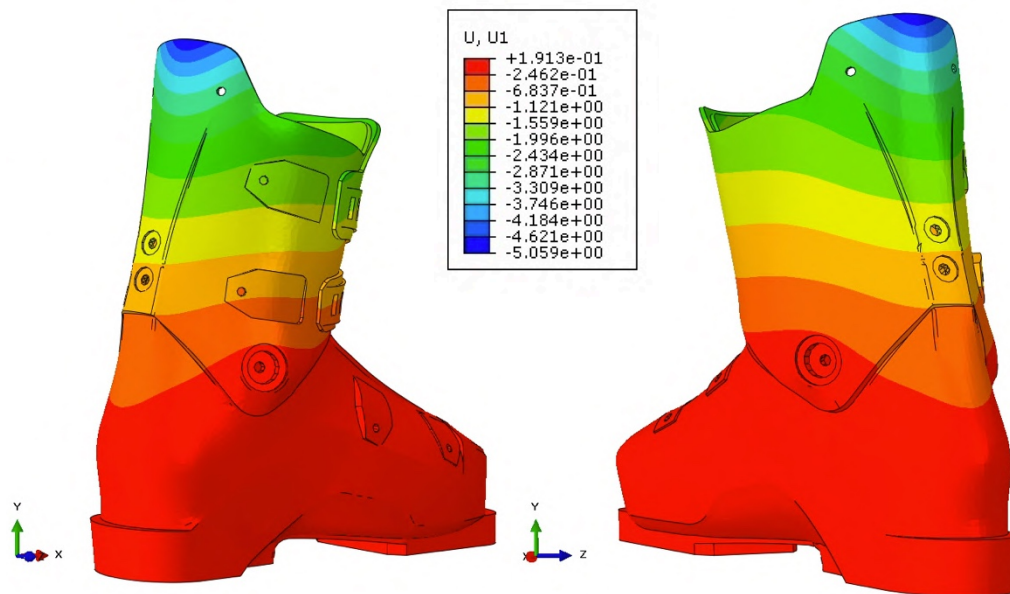 U, U1
+1.913e-01
-2.462e-01
-6.837e-01
-1.121e+00
-1.559e+00
-1.996e+00
-2.434e+00
-2.871e+00
-3.309e+00
-3.746e+00
-4.184e+00
-4.621e+00
-5.059e+00
Y
X
Y
X
Z